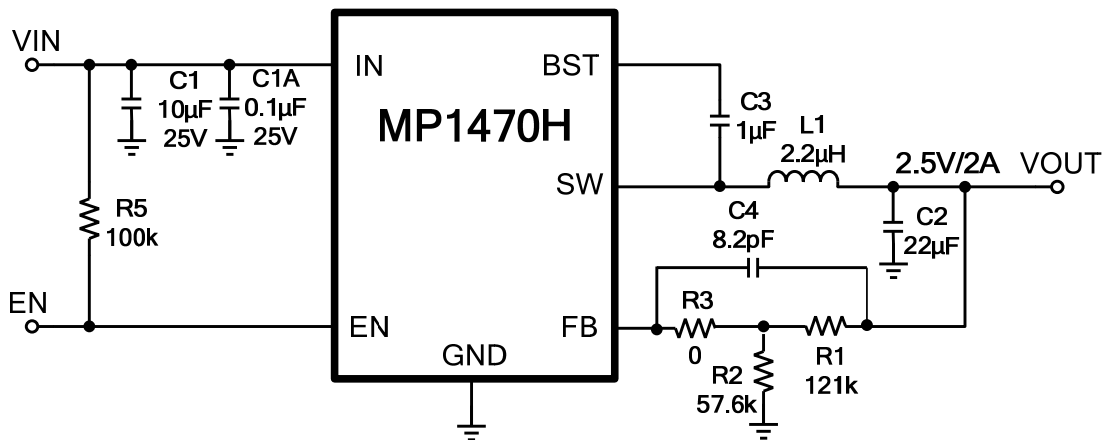 VIN
C1
10µF
25V
C1A
0.1µF
25V
IN
BST
MP1470H
C3
1µF
L1
2.2µH
2.5V/2A
VOUT
SW
R5
100k
C4
8.2pF
C2
22µF
EN
EN
FB
R3
0
R1
121k
GND
R2
57.6k